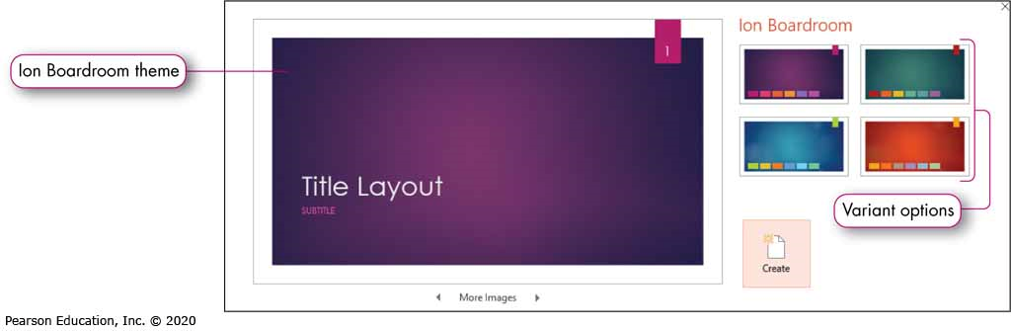 Ion Boardroom
1
Ion Boardroom theme
Title Layout
SUBTITLE
Variant options
Create
More Images
Pearson Education, Inc. © 2020